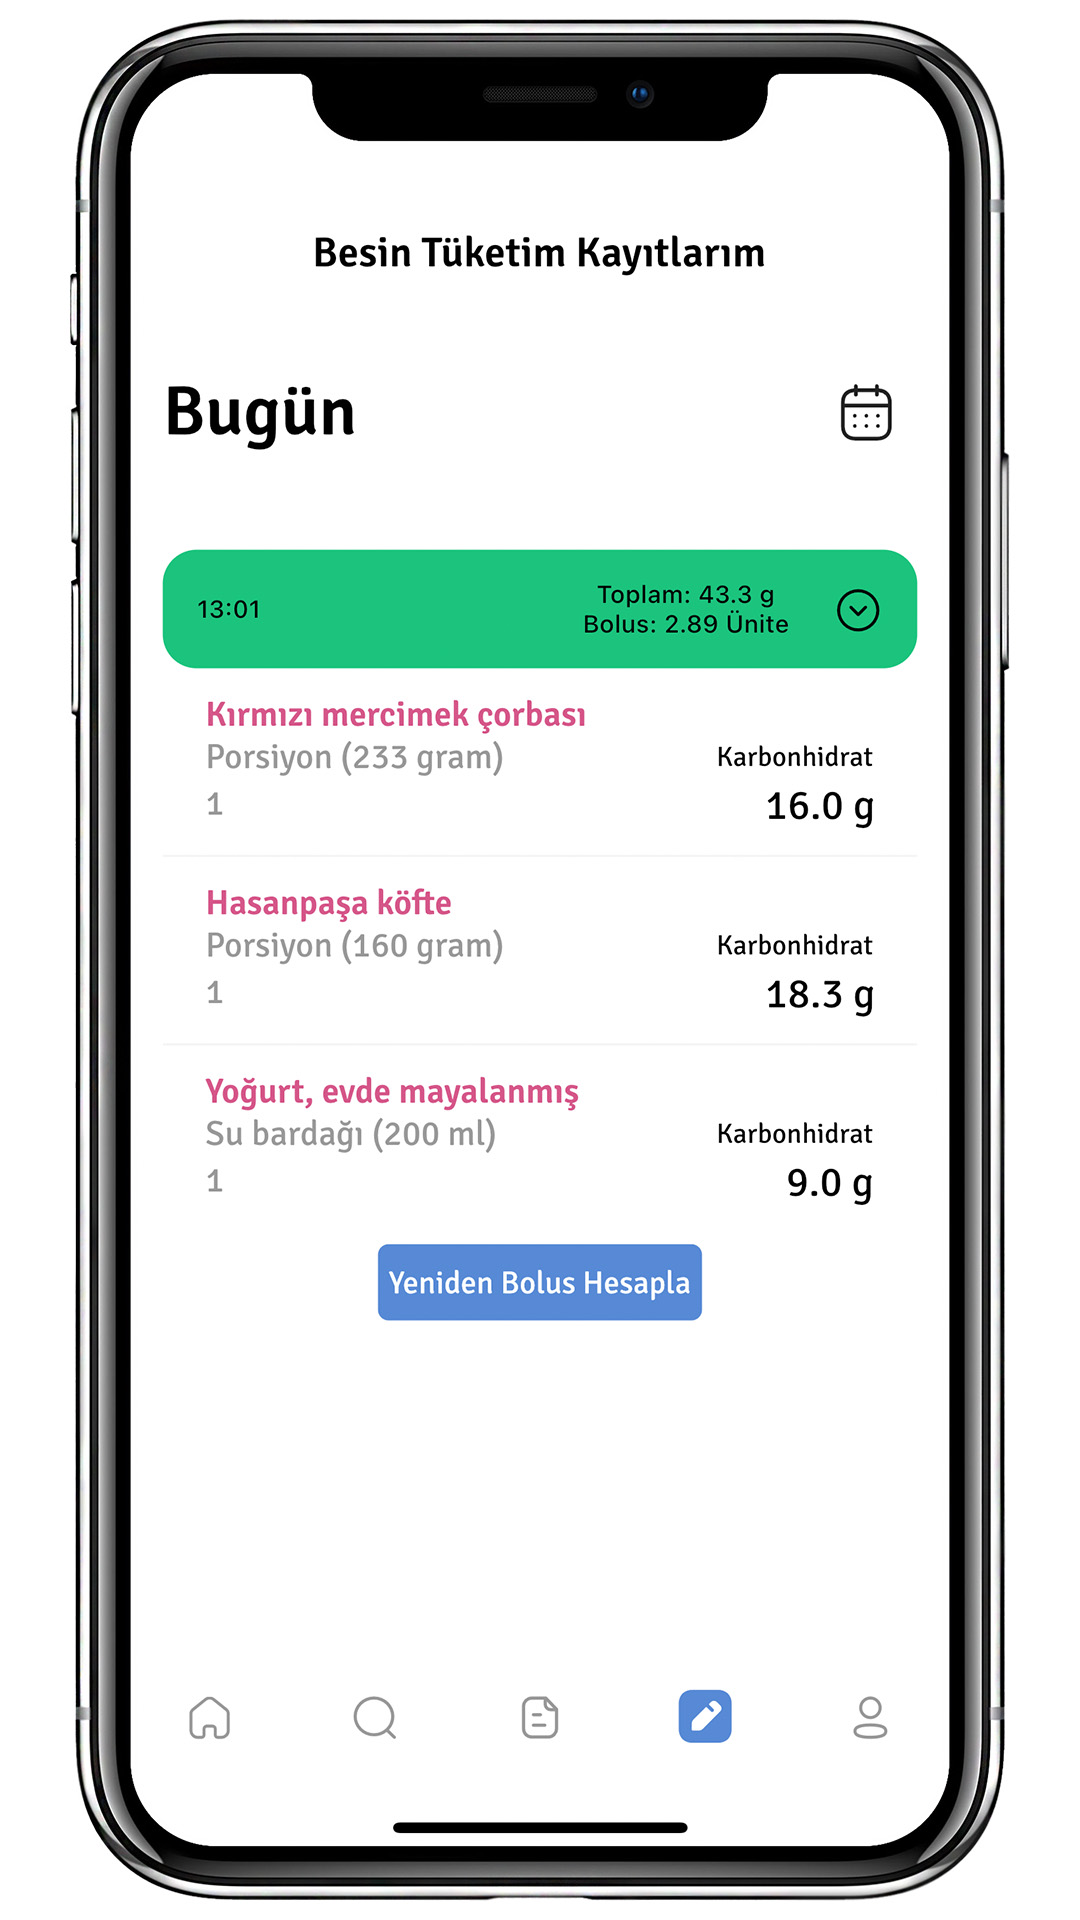 Besin Tüketim Kayıtlarım
Bugün
13:01
Toplam: 43.3 g
Bolus: 2.89 Ünite
Kırmızı mercimek çorbası
Porsiyon (233 gram)
Karbonhidrat
1
16.0 g
Hasanpaşa köfte
Porsiyon (160 gram)
Karbonhidrat
1
18.3 g
Yoğurt, evde mayalanmış
Su bardağı (200 ml)
Karbonhidrat
1
9.0 g
Yeniden Bolus Hesapla